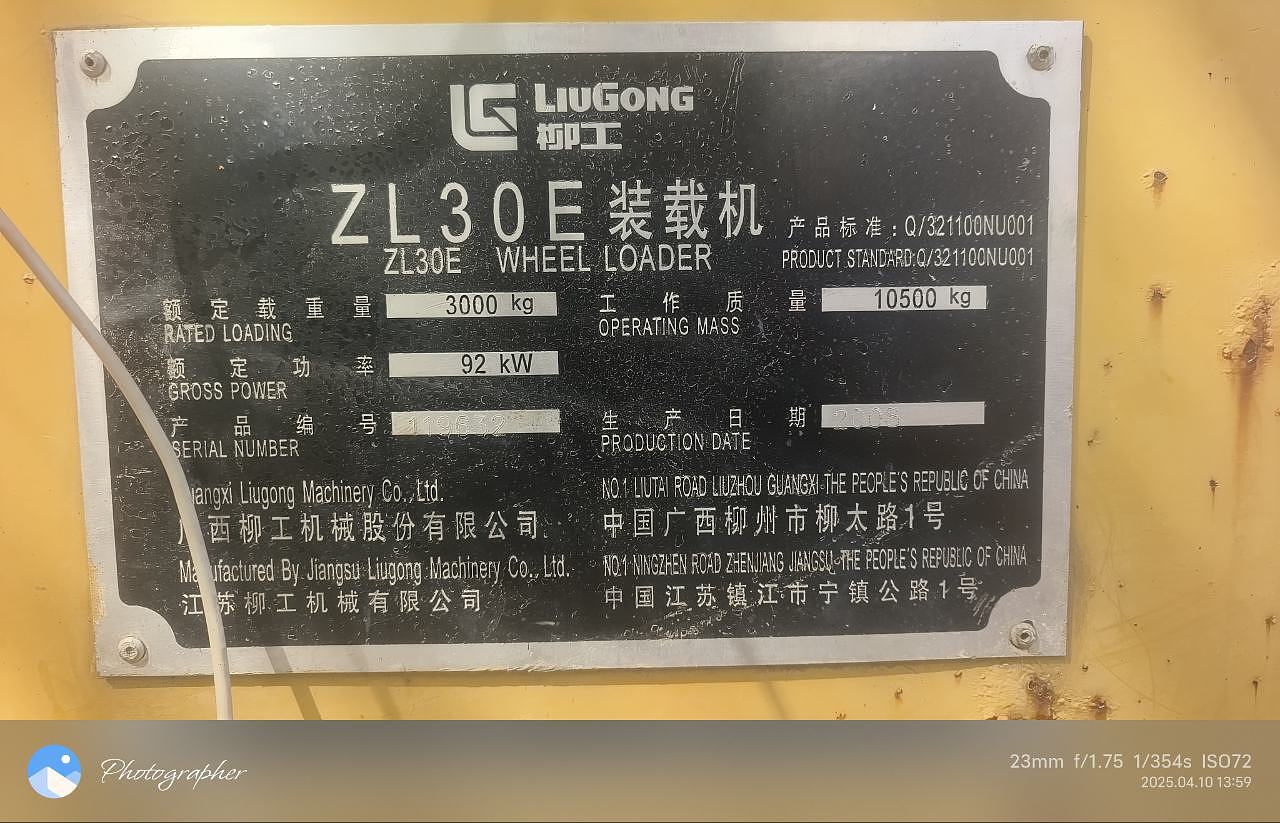 LIUGONG
柳工
ZL30E 装载机
ZL30E WHEEL LOADER
产品标准：Q/321100NU001
PRODUCT STANDARD:Q/321100NU001
额定载重量 3000 kg
RATED LOADING
工作质量 10500 kg
OPERATING MASS
额定功率 92 kW
GROSS POWER
产品编号
SERIAL NUMBER
生产日期 2008
PRODUCTION DATE
Liugong Machinery Co., Ltd.
广西柳工机械股份有限公司
NO.1 LIUTAI ROAD LIUZHOU GUANGXI·THE PEOPLE'S REPUBLIC OF CHINA
中国广西柳州市柳太路1号
Manufactured By Jiangsu Liugong Machinery Co., Ltd.
江苏柳工机械有限公司
NO.1 NINGZHEN ROAD ZHENJIANG JIANGSU·THE PEOPLE'S REPUBLIC OF CHINA
中国江苏镇江市宁镇公路1号
Photographer
23mm f/1.75 1/354s ISO72
2025.04.10 13:59